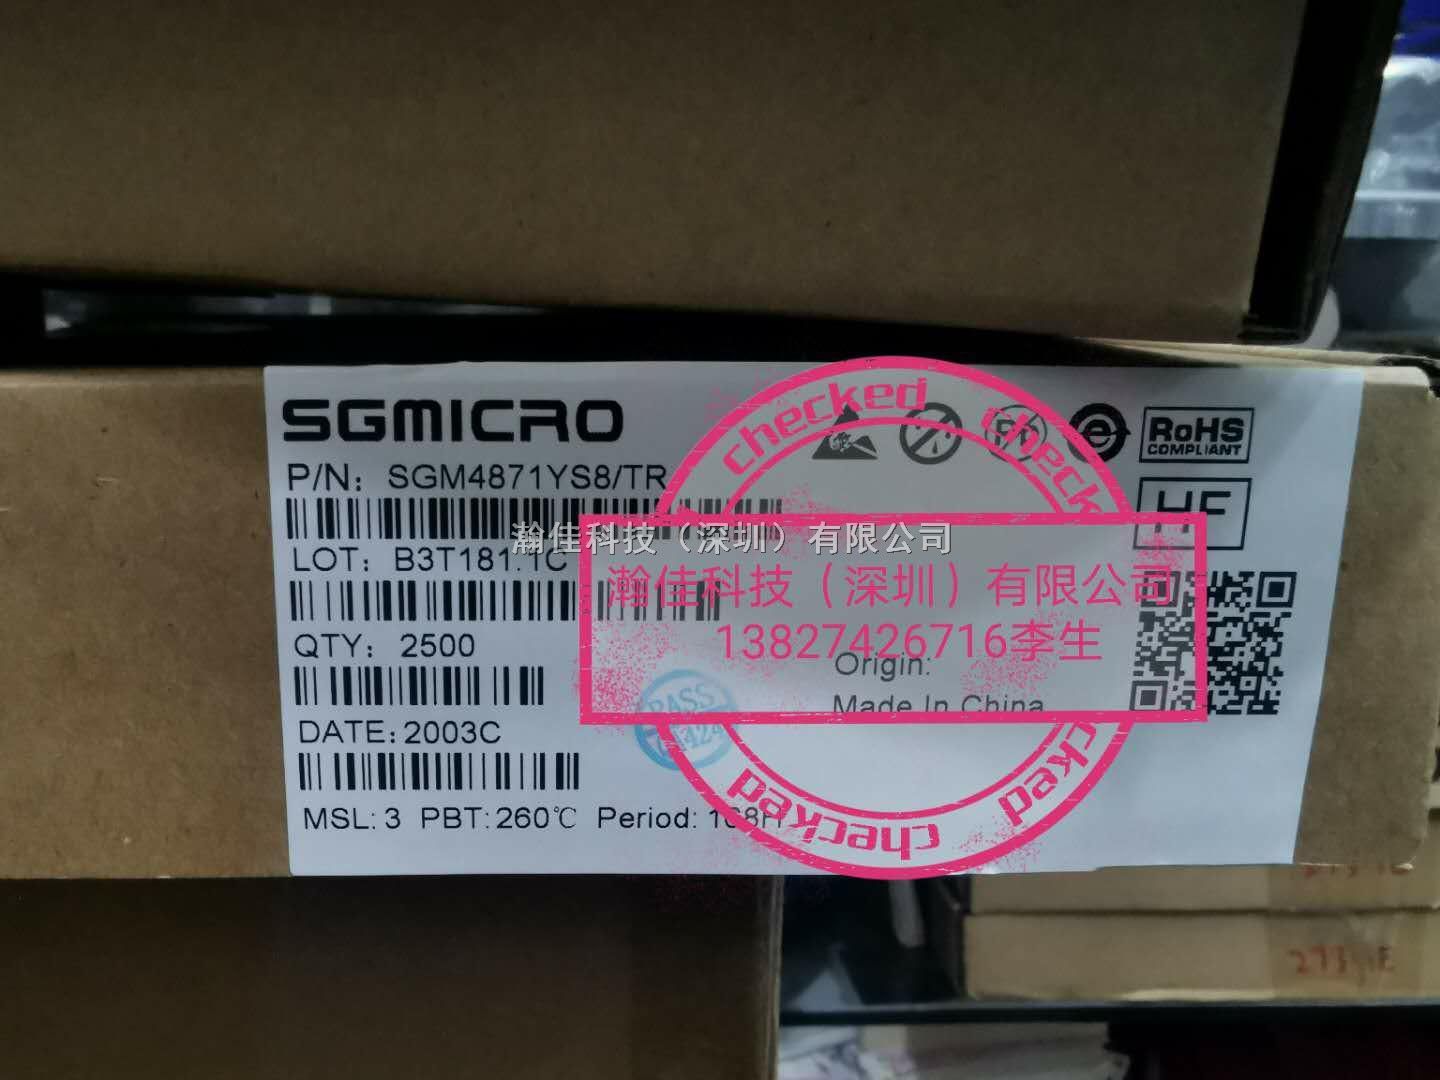 SGMICRO
P/N: SGM4871YS8/TR
LOT: B3T181.1C
QTY: 2500
DATE: 2003C
MSL: 3 PBT: 260℃ Period: 168H
RoHS
COMPLIANT
HF
Origin:
Made In China
PASS
checked check
瀚佳科技（深圳）有限公司
瀚佳科技（深圳）有限公司
13827426716李生
checked checked